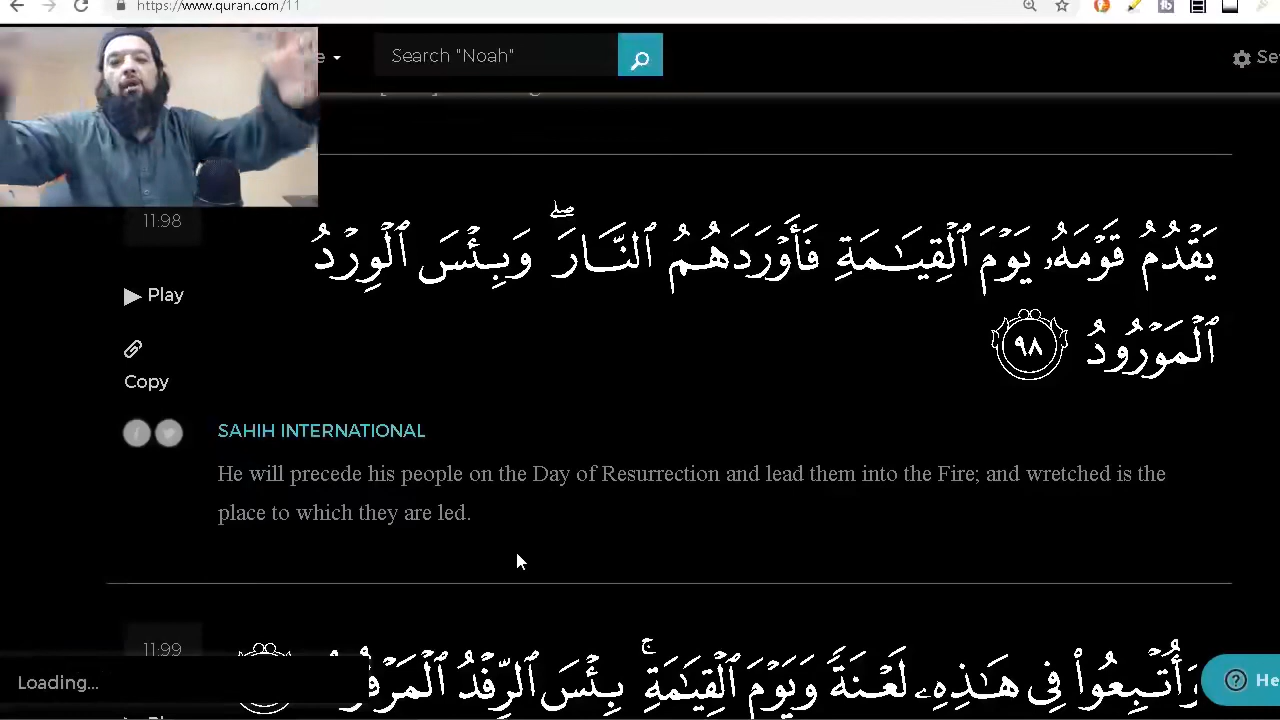 https://www.quran.com/11
Search "Noah"
11:98
يَقْدُمُ قَوْمَهُۥ يَوْمَ ٱلْقِيَـٰمَةِ فَأَوْرَدَهُمُ ٱلنَّارَ ۖ وَبِئْسَ ٱلْوِرْدُ
ٱلْمَوْرُودُ ٩٨
Play
Copy
SAHIH INTERNATIONAL
He will precede his people on the Day of Resurrection and lead them into the Fire; and wretched is the
place to which they are led.
11:99
وَأُتْبِعُوا۟ فِى هَـٰذِهِۦ لَعْنَةً وَيَوْمَ ٱلْقِيَـٰمَةِ ۚ بِئْسَ ٱلرِّفْدُ
Loading...